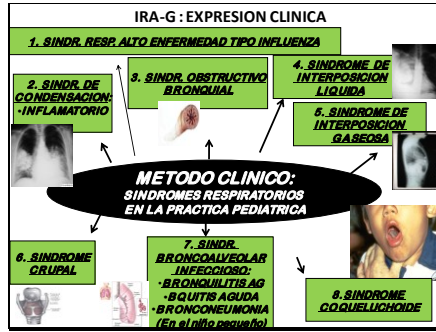 IRA-G : EXPRESION CLINICA
1. SINDR. RESP. ALTO ENFERMEDAD TIPO INFLUENZA
2. SINDR. DE
CONDENSACION:
•INFLAMATORIO
3. SINDR. OBSTRUCTIVO
BRONQUIAL
4. SINDROME DE
INTERPOSICION
LIQUIDA
5. SINDROME DE
INTERPOSICION
GASEOSA
METODO CLINICO:
SINDROMES RESPIRATORIOS
EN LA PRACTICA PEDIATRICA
6. SINDROME
CRUPAL
7. SINDR.
BRONCOALVEOLAR
INFECCIOSO:
•BRONQUILITIS AG
•BQUITIS AGUDA
•BRONCONEUMONIA
(En el niño pequeño)
8.SINDROME
COQUELUCHOIDE